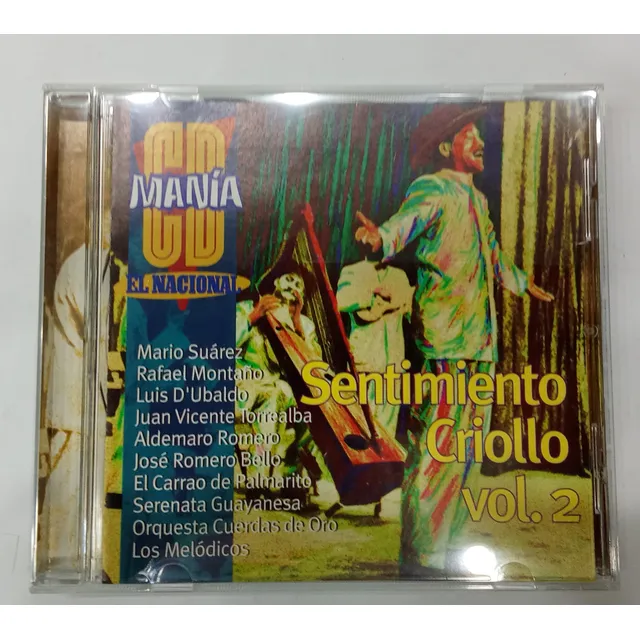 CD
MANÍA
EL NACIONAL
Mario Suárez
Rafael Montaño
Luis D'Ubaldo
Juan Vicente Torrealba
Aldemaro Romero
José Romero Bello
El Carrao de Palmarito
Serenata Guayanesa
Orquesta Cuerdas de Oro
Los Melódicos
Sentimiento
Criollo
vol. 2